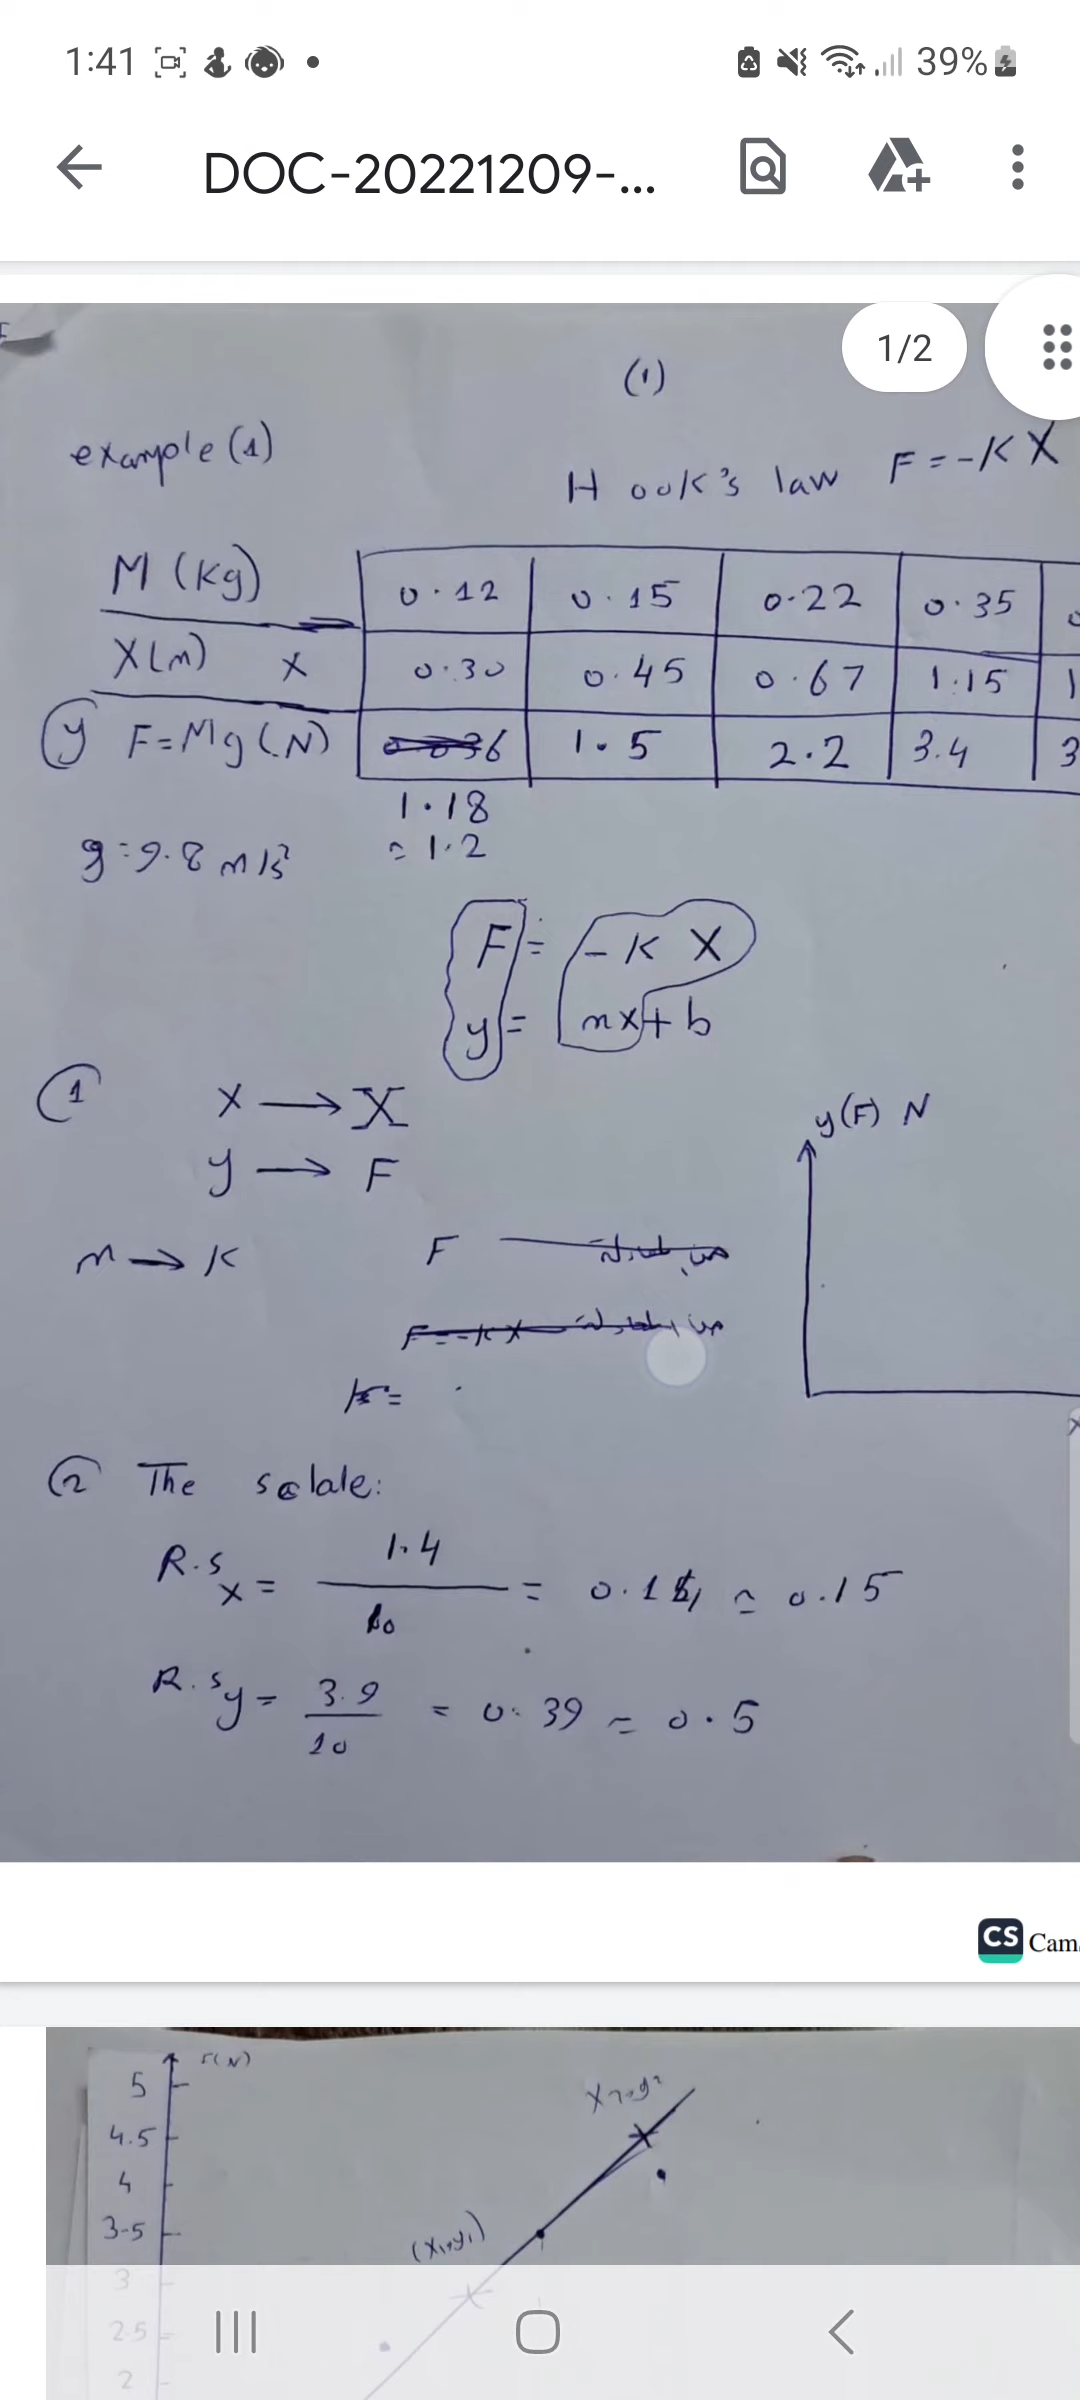 1:41 39%
DOC-20221209-...
1/2
(1)
example (1)
Hook's law F=-KX
M (Kg) 0.12 0.15 0.22 0.35
X(m) X 0.30 0.45 0.67 1.15 1
y F=Mg(N) 1.5 2.2 3.4 3
1.18
≈ 1.2
g=9.8 m/s²
F = -K X
y = mx+b
1 X → X
y → F
y(F) N
m → K
F
F=-KX
K=
2 The scale:
R.Sx = 1.4 / 10 = 0.14 ≈ 0.15
R.Sy = 3.9 / 10 = 0.39 ≈ 0.5
CS Cam
F(N)
5
4.5
4
3-5
(X1,y1)
3
2.5
2